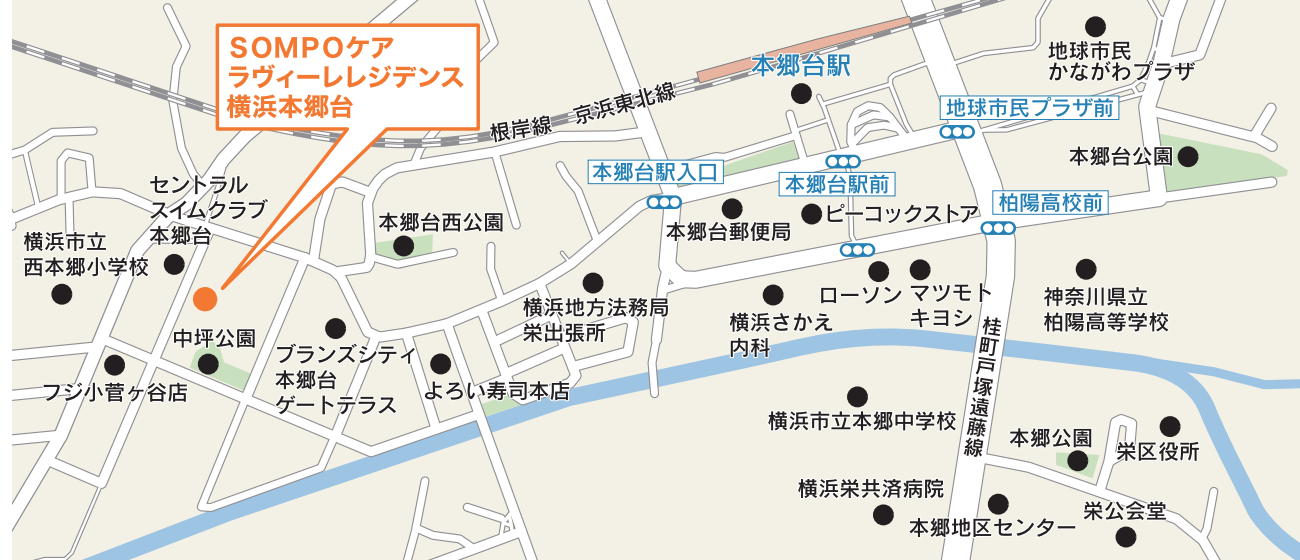 SOMPOケア
ラヴィーレレジデンス
横浜本郷台
本郷台駅
地球市民
かながわプラザ
根岸線　京浜東北線
地球市民プラザ前
本郷台公園
本郷台駅入口
本郷台駅前
柏陽高校前
セントラル
スイムクラブ
本郷台
本郷台西公園
本郷台郵便局
ピーコックストア
横浜市立
西本郷小学校
横浜地方法務局
栄出張所
横浜さかえ
内科
ローソン
マツモト
キヨシ
神奈川県立
柏陽高等学校
中坪公園
ブランズシティ
本郷台
ゲートテラス
よろい寿司本店
フジ小菅ヶ谷店
桂町戸塚遠藤線
横浜市立本郷中学校
本郷公園
栄区役所
横浜栄共済病院
本郷地区センター
栄公会堂